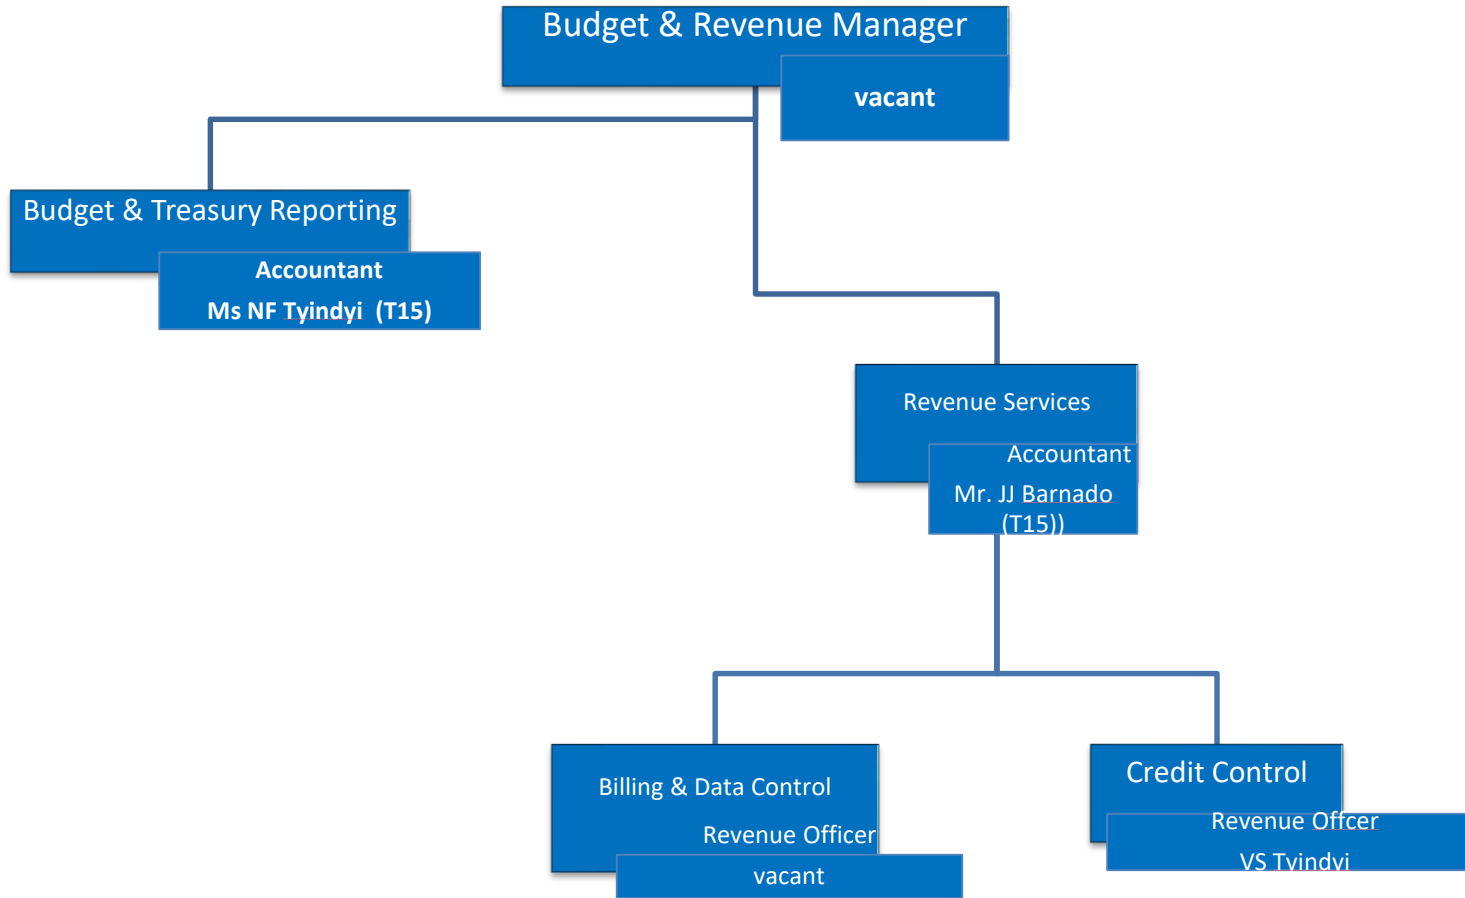 Budget & Revenue Manager
vacant
Budget & Treasury Reporting
Accountant
Ms NF Tyindyi (T15)
Revenue Services
Accountant
Mr. JJ Barnado
(T15))
Billing & Data Control
Revenue Officer
vacant
Credit Control
Revenue Offcer
VS Tyindyi